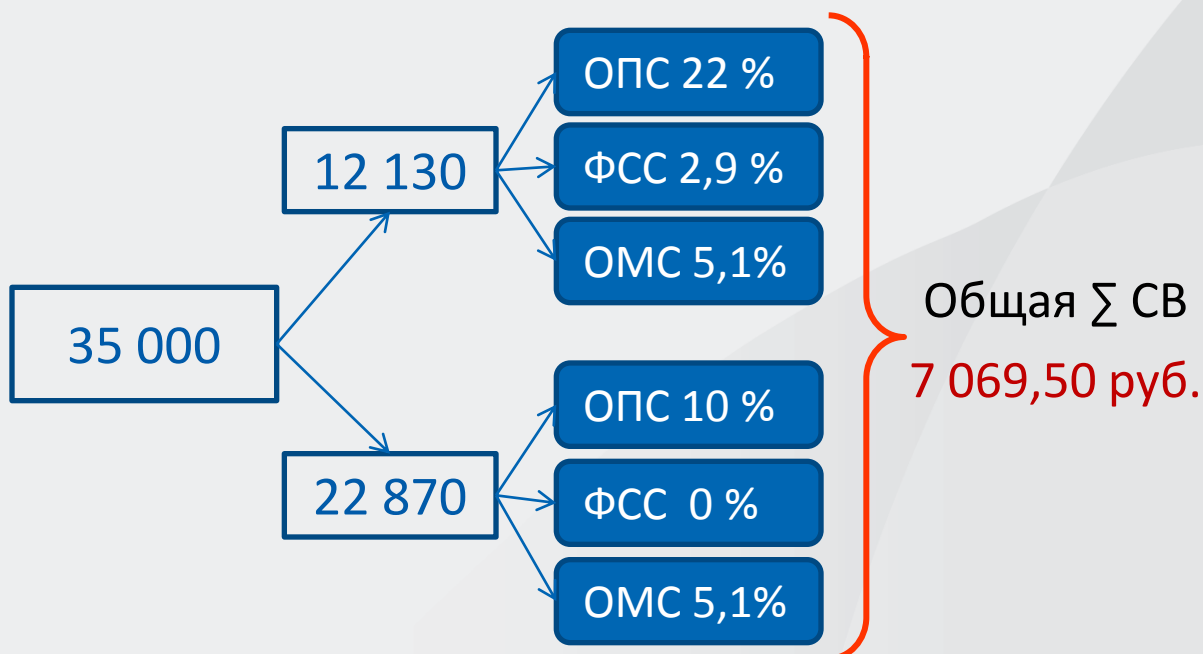 35 000
12 130
ОПС 22 %
ФСС 2,9 %
ОМС 5,1%
22 870
ОПС 10 %
ФСС 0 %
ОМС 5,1%
Общая ∑ СВ
7 069,50 руб.